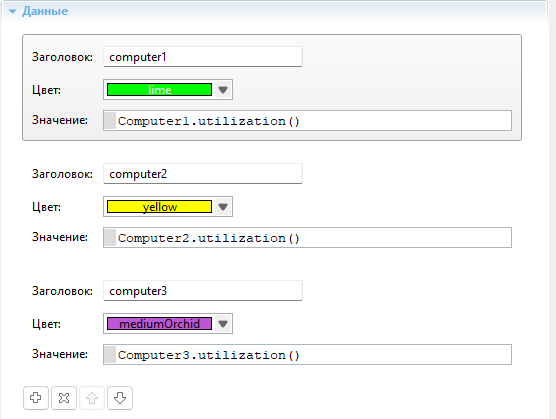 Данные
Заголовок: computer1
Цвет: lime
Значение: Computer1.utilization()
Заголовок: computer2
Цвет: yellow
Значение: Computer2.utilization()
Заголовок: computer3
Цвет: mediumOrchid
Значение: Computer3.utilization()